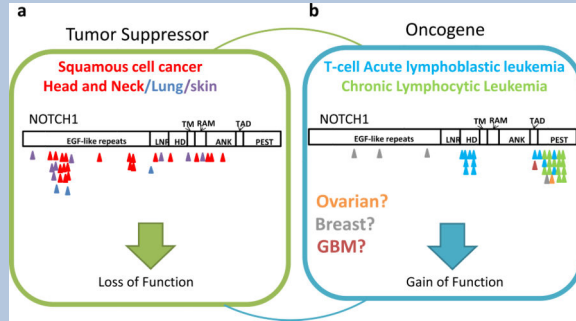 a
Tumor Suppressor
Squamous cell cancer
Head and Neck/Lung/skin
NOTCH1
TM RAM TAD
EGF-like repeats LNR HD ANK PEST
Loss of Function
b
Oncogene
T-cell Acute lymphoblastic leukemia
Chronic Lymphocytic Leukemia
NOTCH1
TM RAM TAD
EGF-like repeats LNR HD ANK PEST
Ovarian?
Breast?
GBM?
Gain of Function